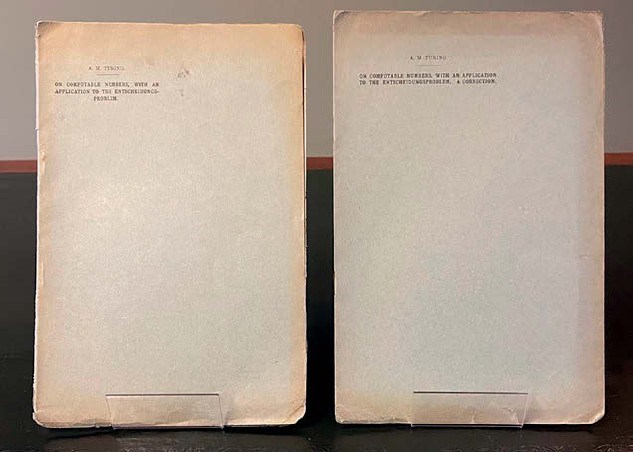 A. M. TURING.
ON COMPUTABLE NUMBERS, WITH AN
APPLICATION TO THE ENTSCHEIDUNGS-
PROBLEM.
A. M. TURING
ON COMPUTABLE NUMBERS, WITH AN APPLICATION
TO THE ENTSCHEIDUNGSPROBLEM. A CORRECTION.